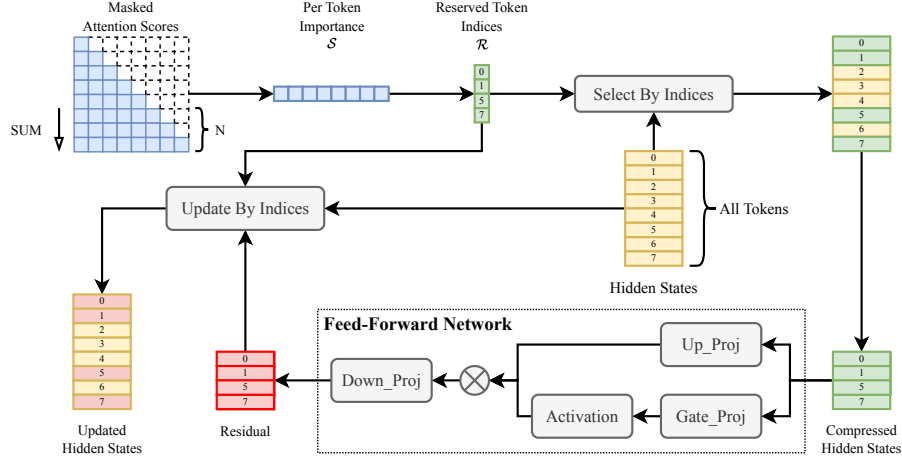 Masked
Attention Scores
Per Token
Importance
S
Reserved Token
Indices
R
0
1
5
7
SUM
N
Select By Indices
0
1
2
3
4
5
6
7
0
1
2
3
4
5
6
7
All Tokens
Hidden States
Update By Indices
0
1
2
3
4
5
6
7
Updated
Hidden States
0
1
5
7
Residual
Feed-Forward Network
Up_Proj
Down_Proj
Activation
Gate_Proj
0
1
5
7
Compressed
Hidden States